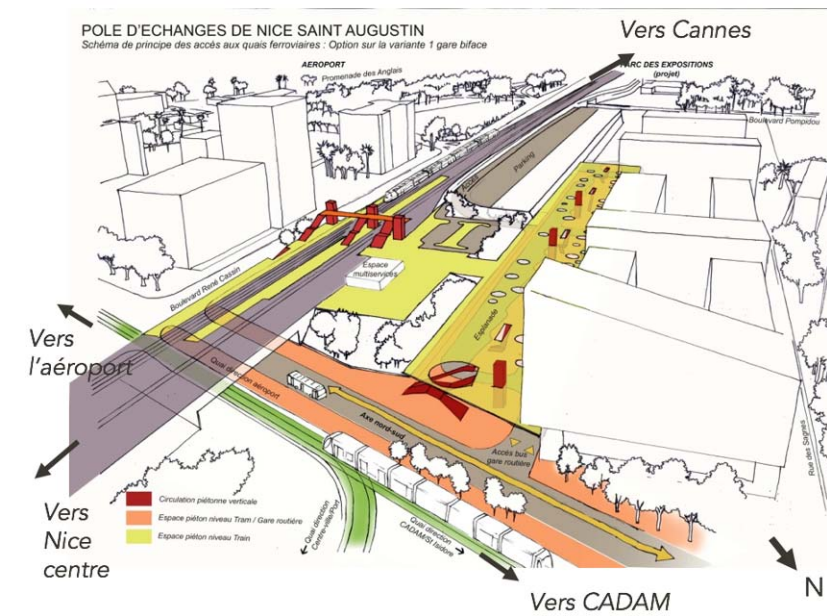 POLE D'ECHANGES DE NICE SAINT AUGUSTIN
Schéma de principe des accès aux quais ferroviaires : Option sur la variante 1 gare biface
Vers Cannes
AEROPORT
Promenade des Anglais
PARC DES EXPOSITIONS
(projet)
Boulevard Pompidou
Parking
Accès
Espace
multiservices
Boulevard René Cassin
Esplanade
Vers
l'aéroport
Quai direction aéroport
Axe nord-sud
Accès bus
gare routière
Rue des Sagnes
Vers
Nice
centre
Circulation piétonne verticale
Espace piéton niveau Tram / Gare routière
Espace piéton niveau Train
Quai direction
Centre-ville/Port
Quai direction
CADAM/St Isidore
Vers CADAM
N